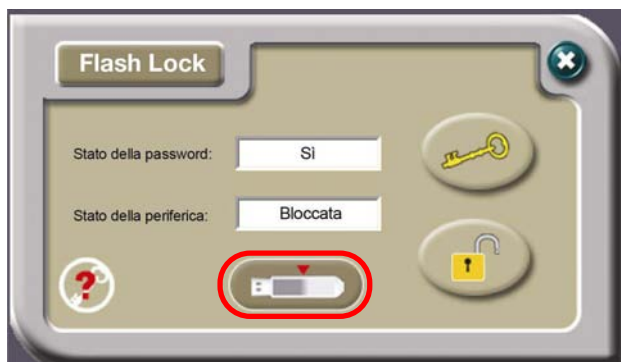 Flash Lock
Stato della password: Sì
Stato della periferica: Bloccata
?